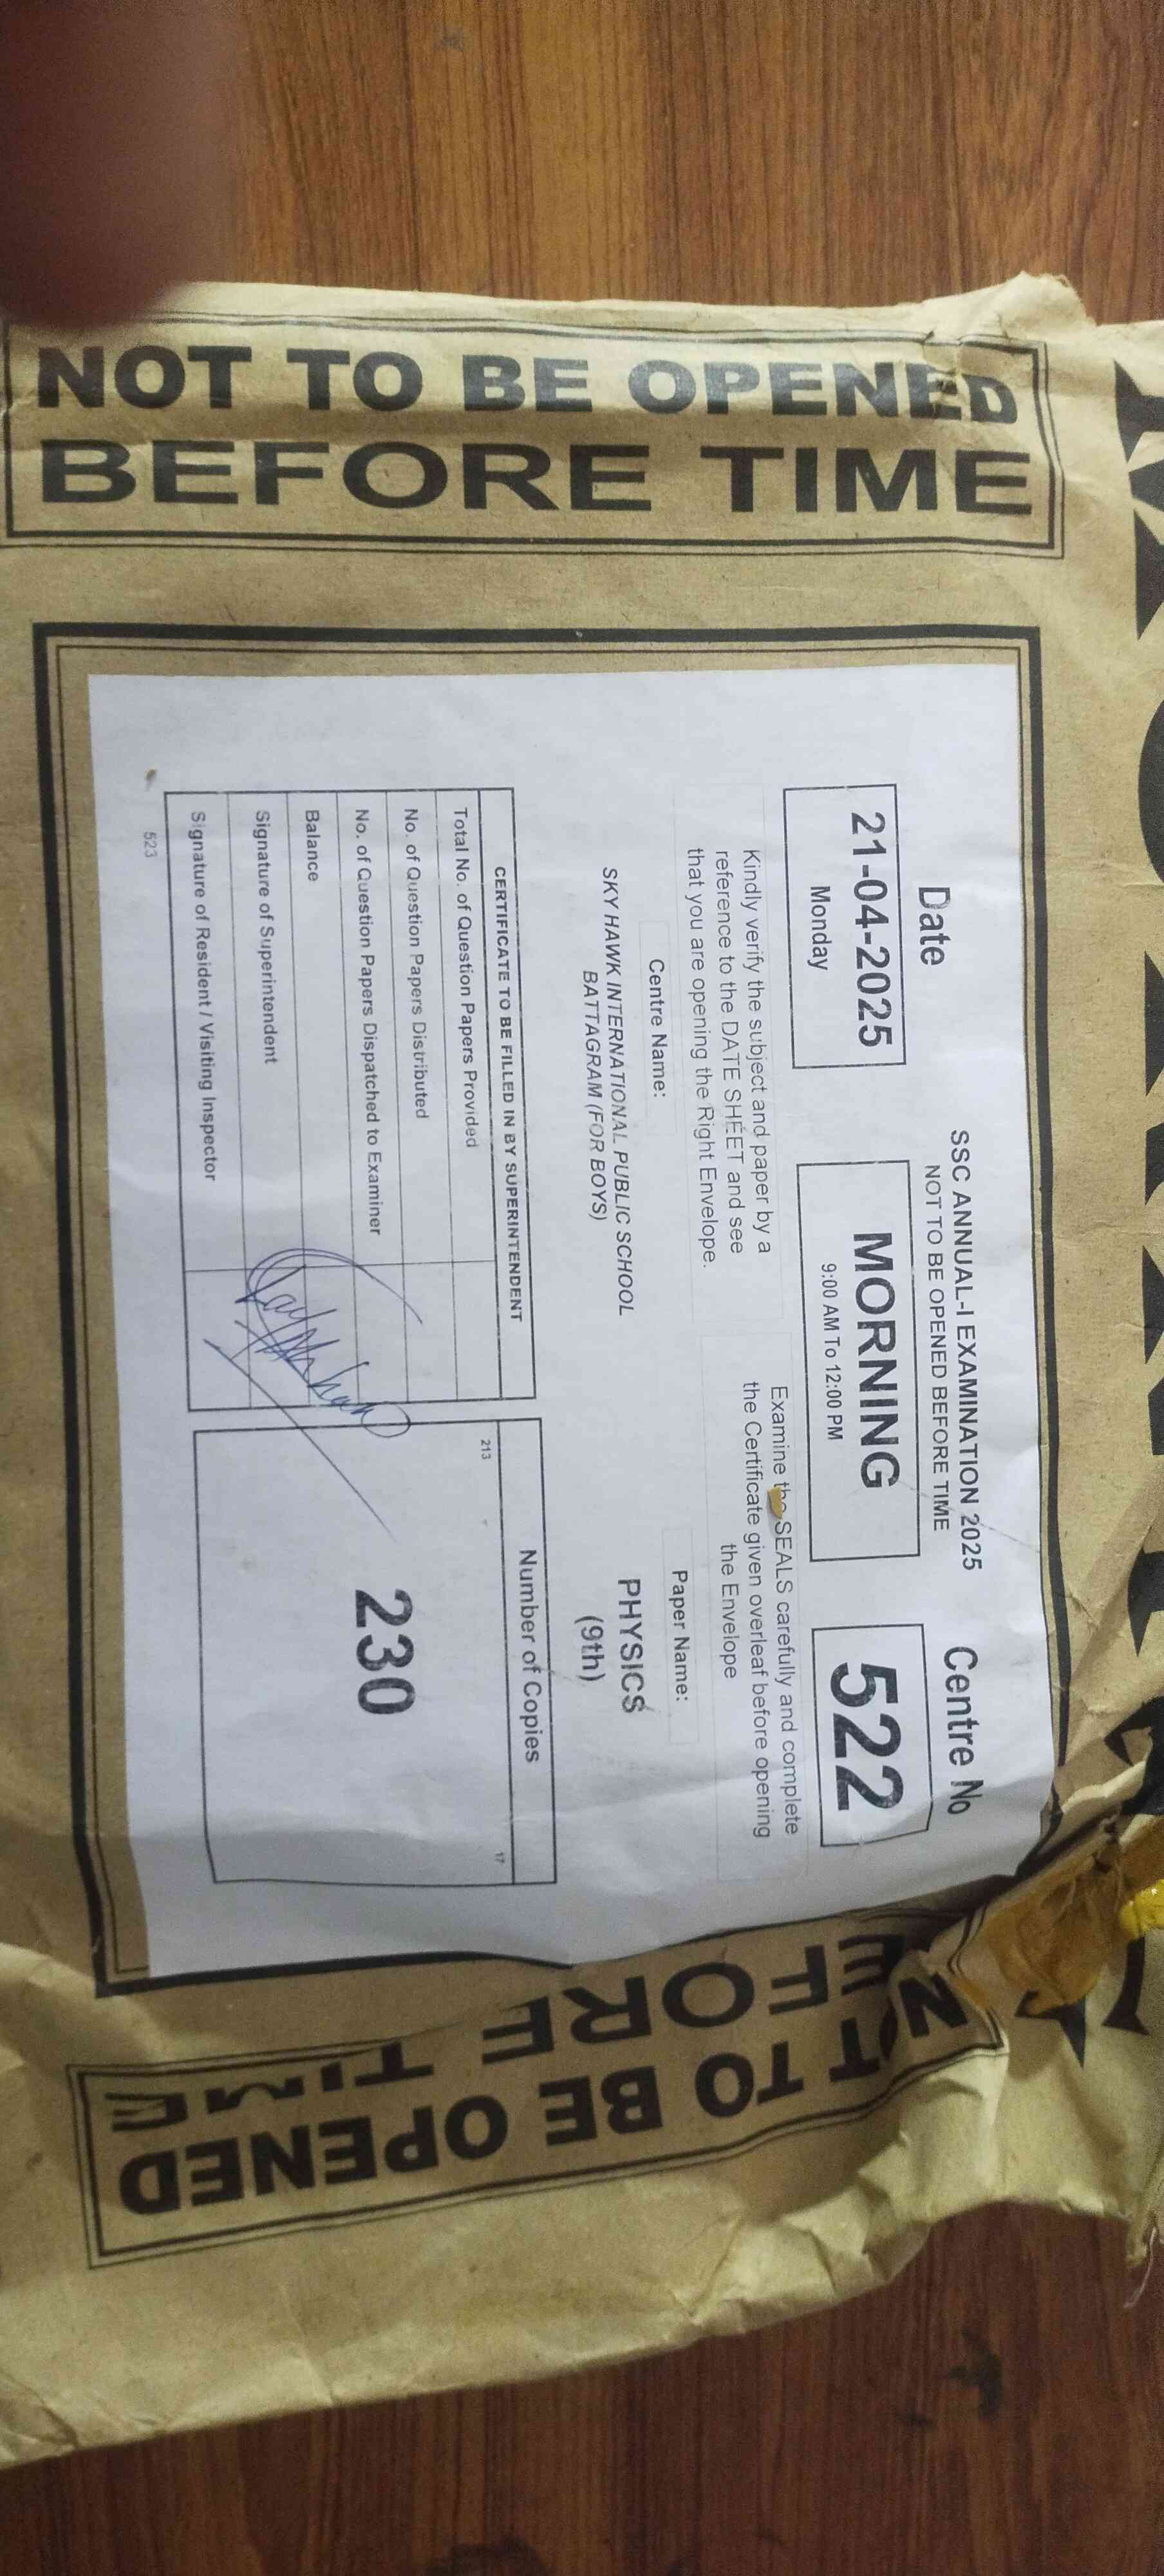 NOT TO BE OPENED
BEFORE TIME
SSC ANNUAL-I EXAMINATION 2025
NOT TO BE OPENED BEFORE TIME
Date
Centre No
21-04-2025
Monday
MORNING
9:00 AM To 12:00 PM
522
Kindly verify the subject and paper by a
reference to the DATE SHEET and see
that you are opening the Right Envelope.
Examine the SEALS carefully and complete
the Certificate given overleaf before opening
the Envelope
Centre Name:
SKY HAWK INTERNATIONAL PUBLIC SCHOOL
BATTAGRAM (FOR BOYS)
Paper Name:
PHYSICS
(9th)
CERTIFICATE TO BE FILLED IN BY SUPERINTENDENT
Total No. of Question Papers Provided
No. of Question Papers Distributed
No. of Question Papers Dispatched to Examiner
Balance
Signature of Superintendent
Signature of Resident / Visiting Inspector
523
Number of Copies
213
17
230
NOT TO BE OPENED
BEFORE TIME